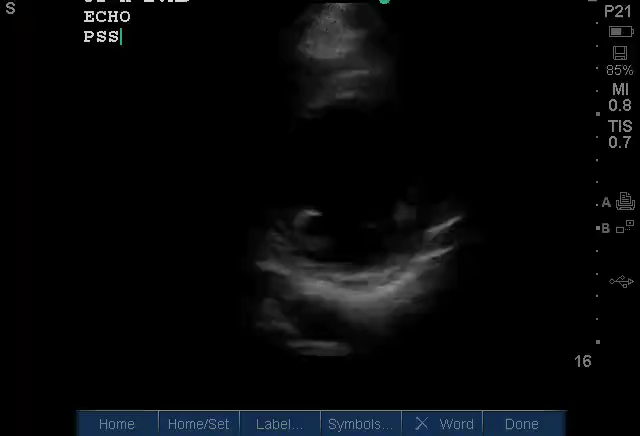 S
ECHO
PSS
P21
85%
MI
0.8
TIS
0.7
A
B
16
Home
Home/Set
Label...
Symbols...
Word
Done